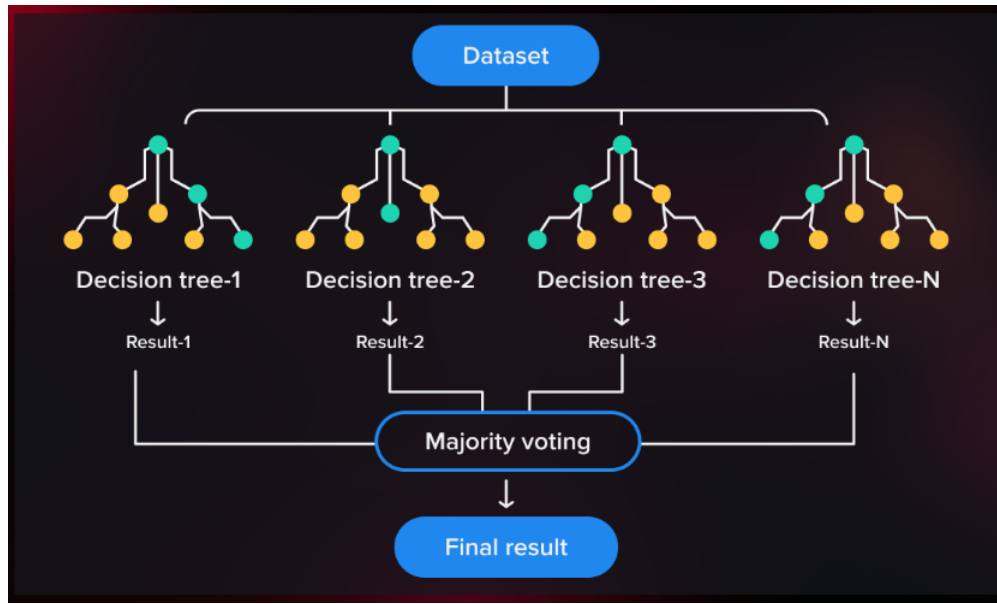 Dataset
Decision tree-1
Decision tree-2
Decision tree-3
Decision tree-N
Result-1
Result-2
Result-3
Result-N
Majority voting
Final result